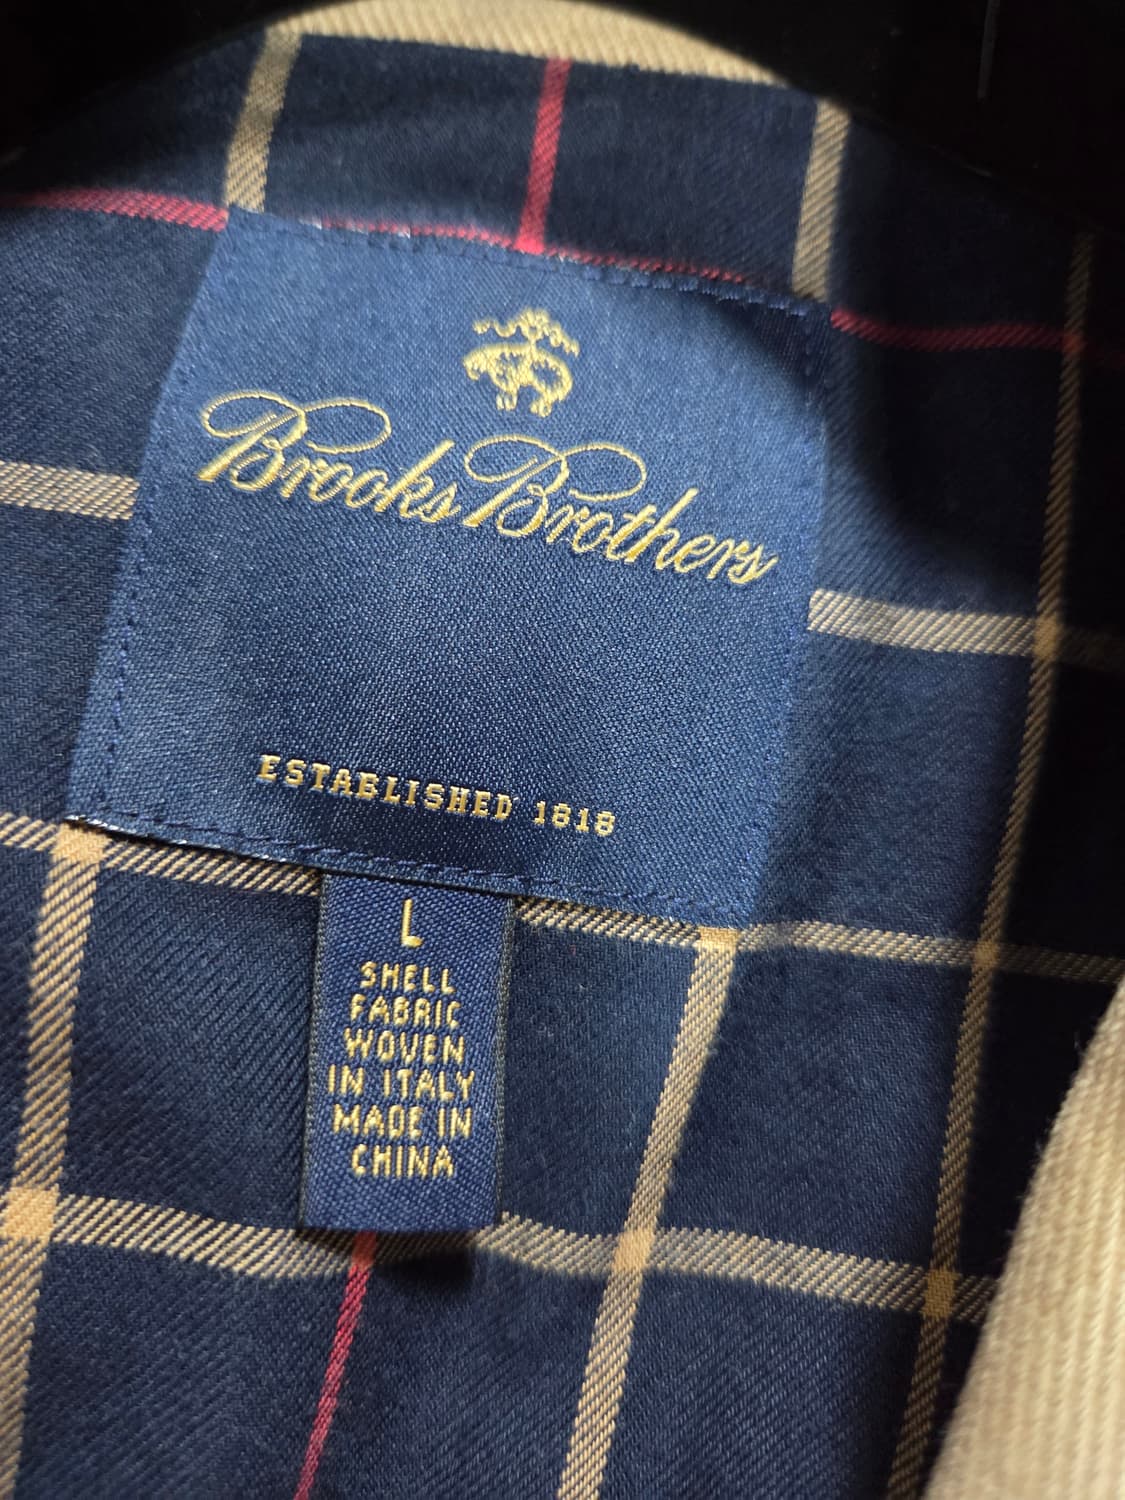 Brooks Brothers
ESTABLISHED 1818
L
SHELL
FABRIC
WOVEN
IN ITALY
MADE IN
CHINA